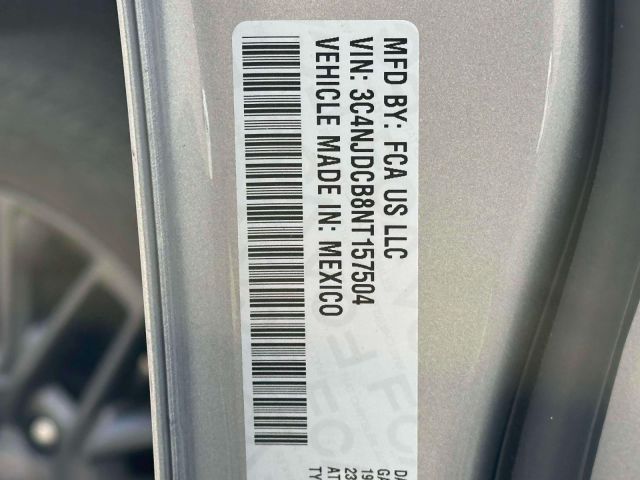 MFD BY: FCA US LLC
VIN: 3C4NJDCB8NT157504
VEHICLE MADE IN: MEXICO